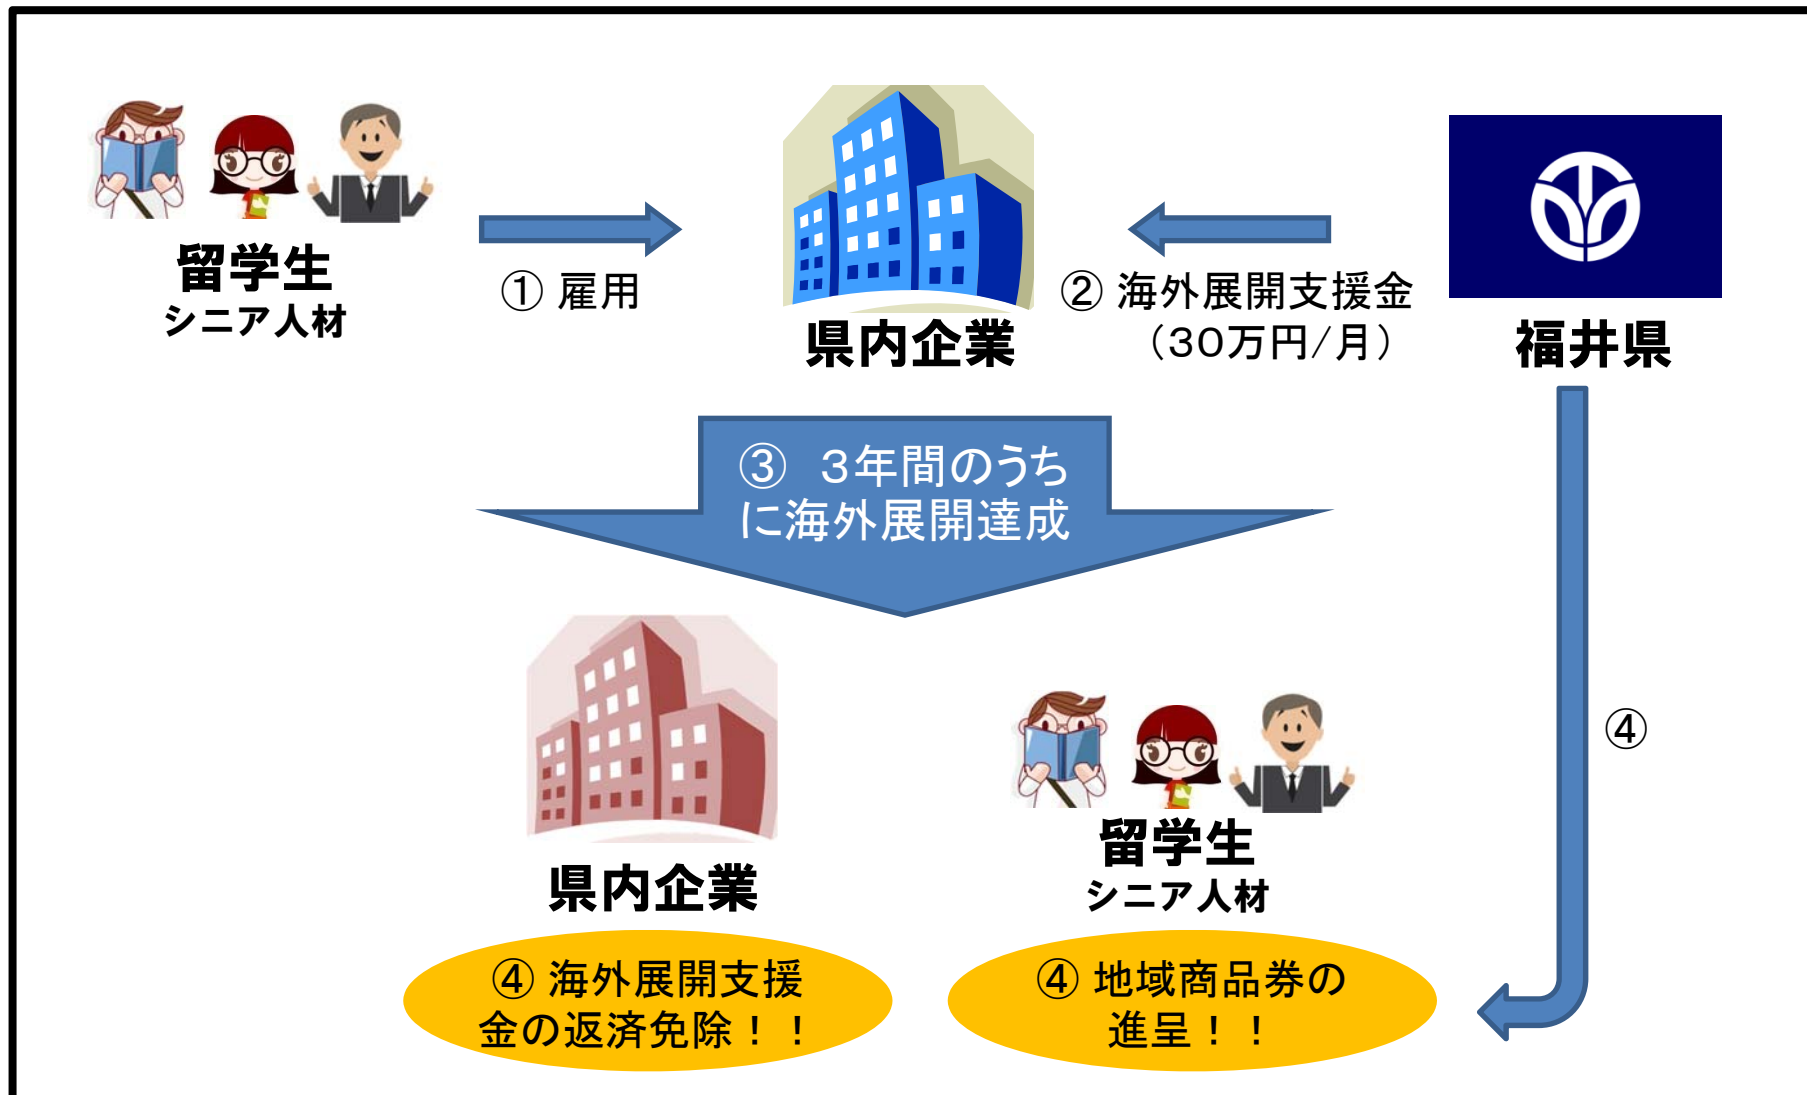 留学生
シニア人材
① 雇用
県内企業
② 海外展開支援金
（３０万円/月）
福井県
③　３年間のうち
に海外展開達成
県内企業
④ 海外展開支援
金の返済免除！！
留学生
シニア人材
④ 地域商品券の
進呈！！
④